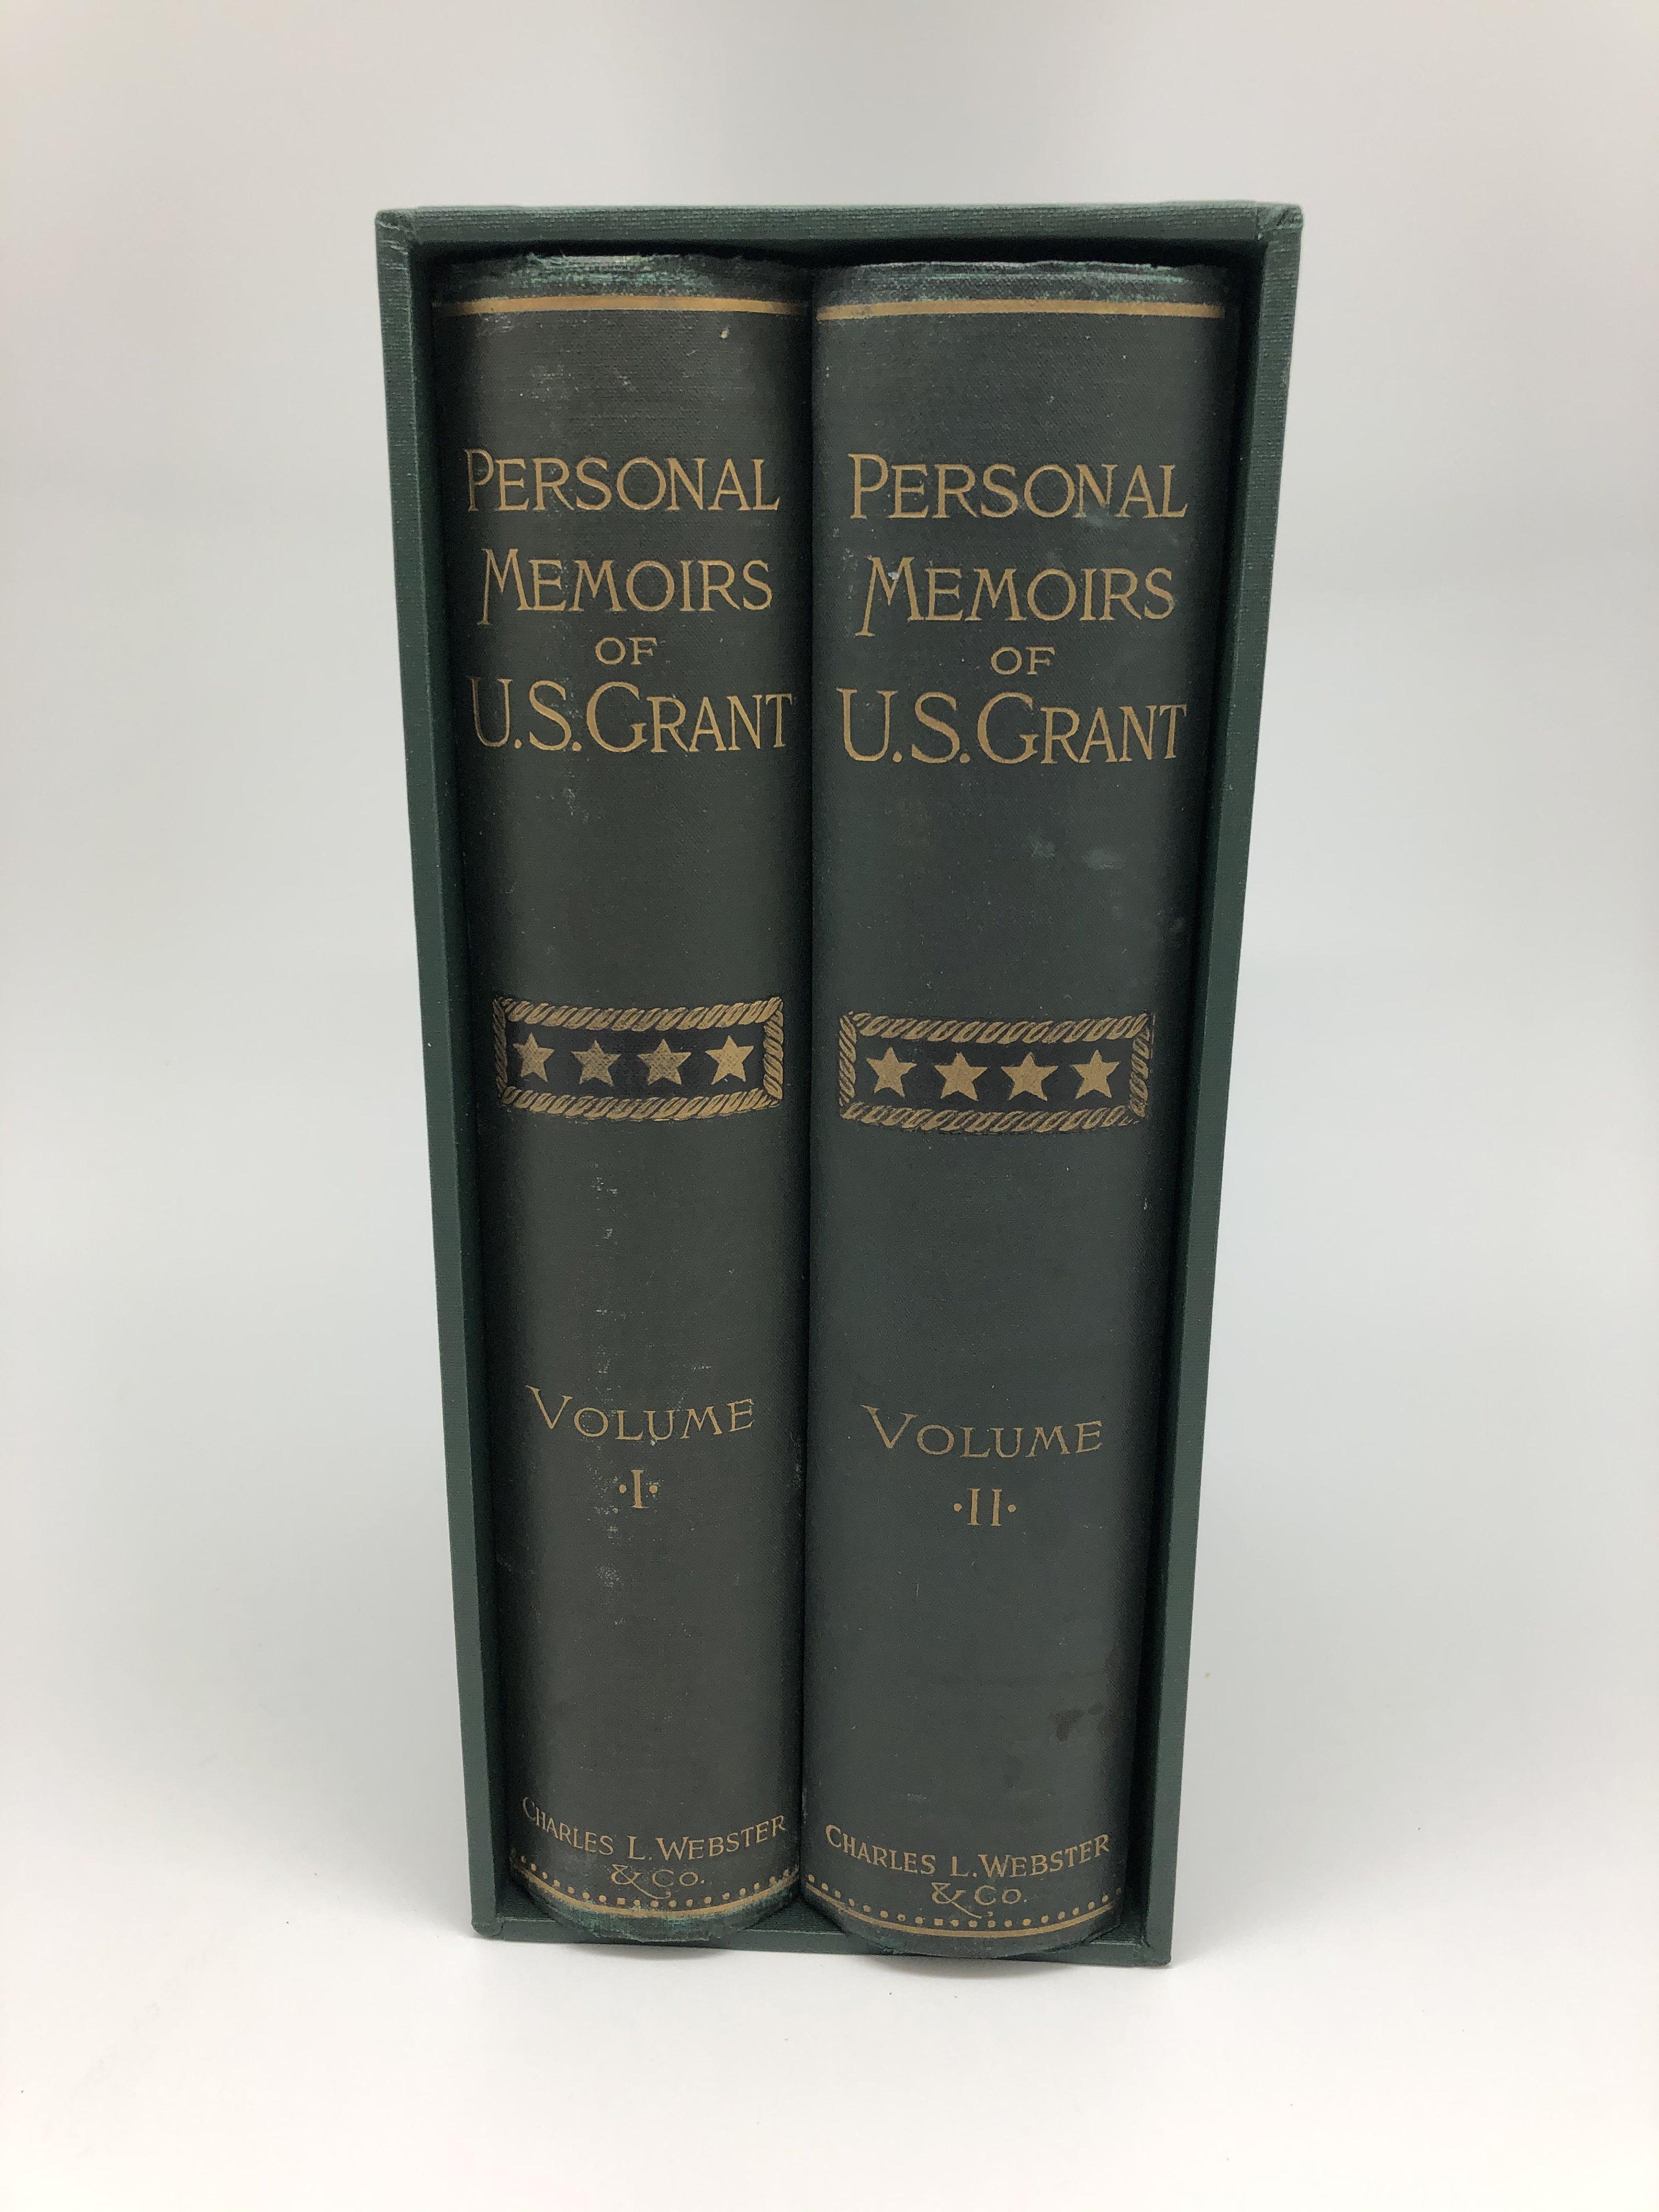 PERSONAL
MEMOIRS
OF
U.S. GRANT
VOLUME
·I·
CHARLES L. WEBSTER
& CO.
PERSONAL
MEMOIRS
OF
U.S. GRANT
VOLUME
·II·
CHARLES L. WEBSTER
& CO.